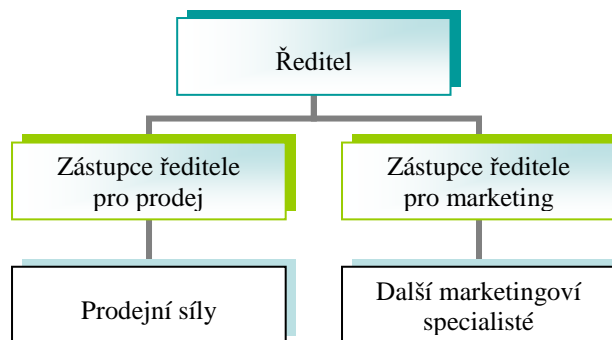 Ředitel
Zástupce ředitele
pro prodej
Zástupce ředitele
pro marketing
Prodejní síly
Další marketingoví
specialisté